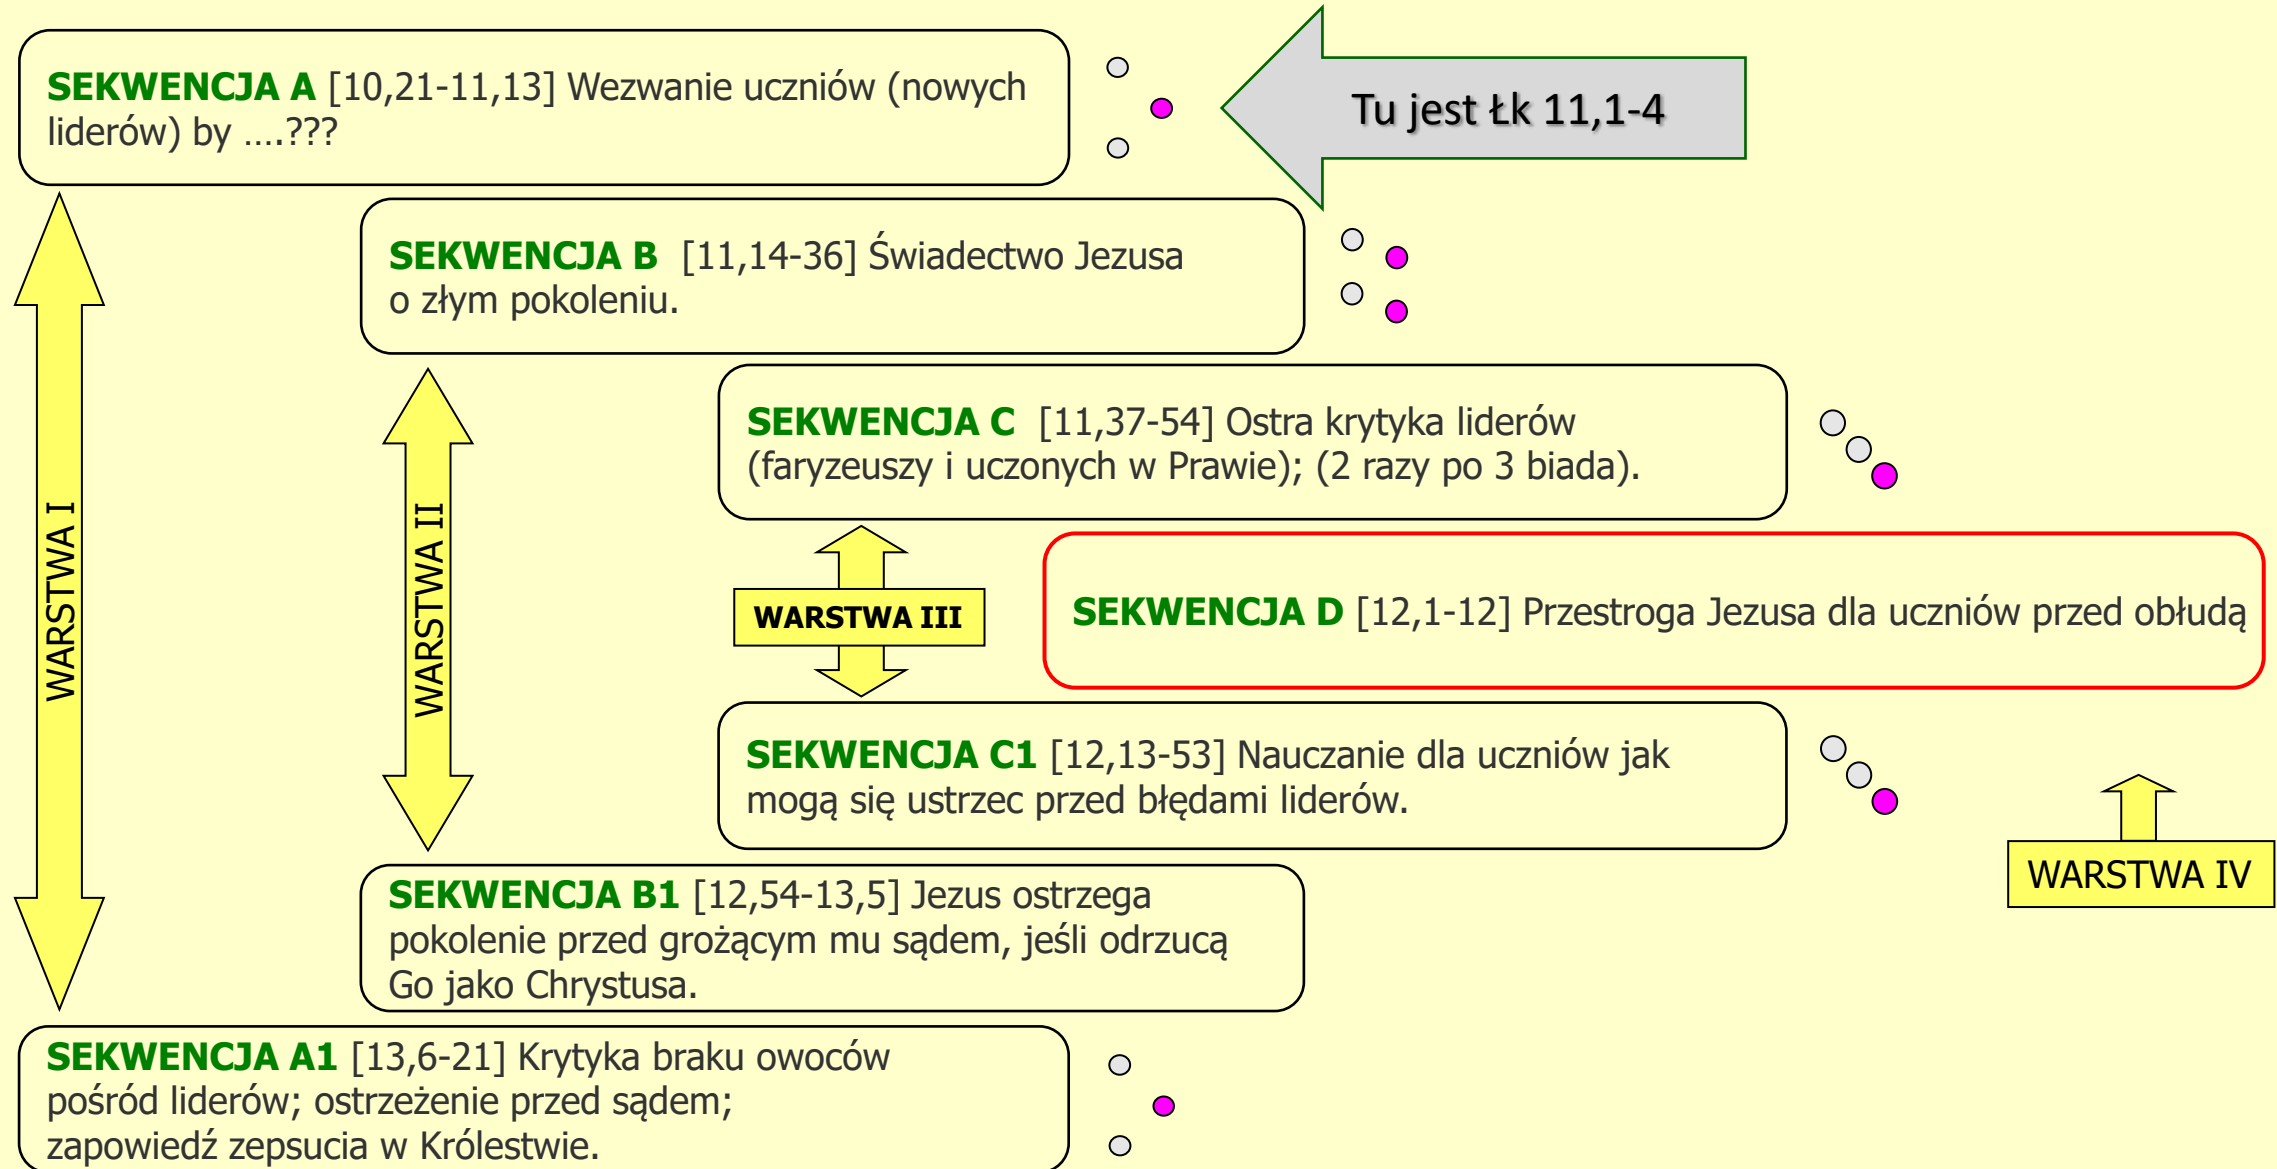 SEKWENCJA A [10,21-11,13] Wezwanie uczniów (nowych
liderów) by ....???
Tu jest Łk 11,1-4
SEKWENCJA B [11,14-36] Świadectwo Jezusa
o złym pokoleniu.
SEKWENCJA C [11,37-54] Ostra krytyka liderów
(faryzeuszy i uczonych w Prawie); (2 razy po 3 biada).
WARSTWA I
WARSTWA II
WARSTWA III
SEKWENCJA D [12,1-12] Przestroga Jezusa dla uczniów przed obłudą
SEKWENCJA C1 [12,13-53] Nauczanie dla uczniów jak
mogą się ustrzec przed błędami liderów.
WARSTWA IV
SEKWENCJA B1 [12,54-13,5] Jezus ostrzega
pokolenie przed grożącym mu sądem, jeśli odrzucą
Go jako Chrystusa.
SEKWENCJA A1 [13,6-21] Krytyka braku owoców
pośród liderów; ostrzeżenie przed sądem;
zapowiedź zepsucia w Królestwie.